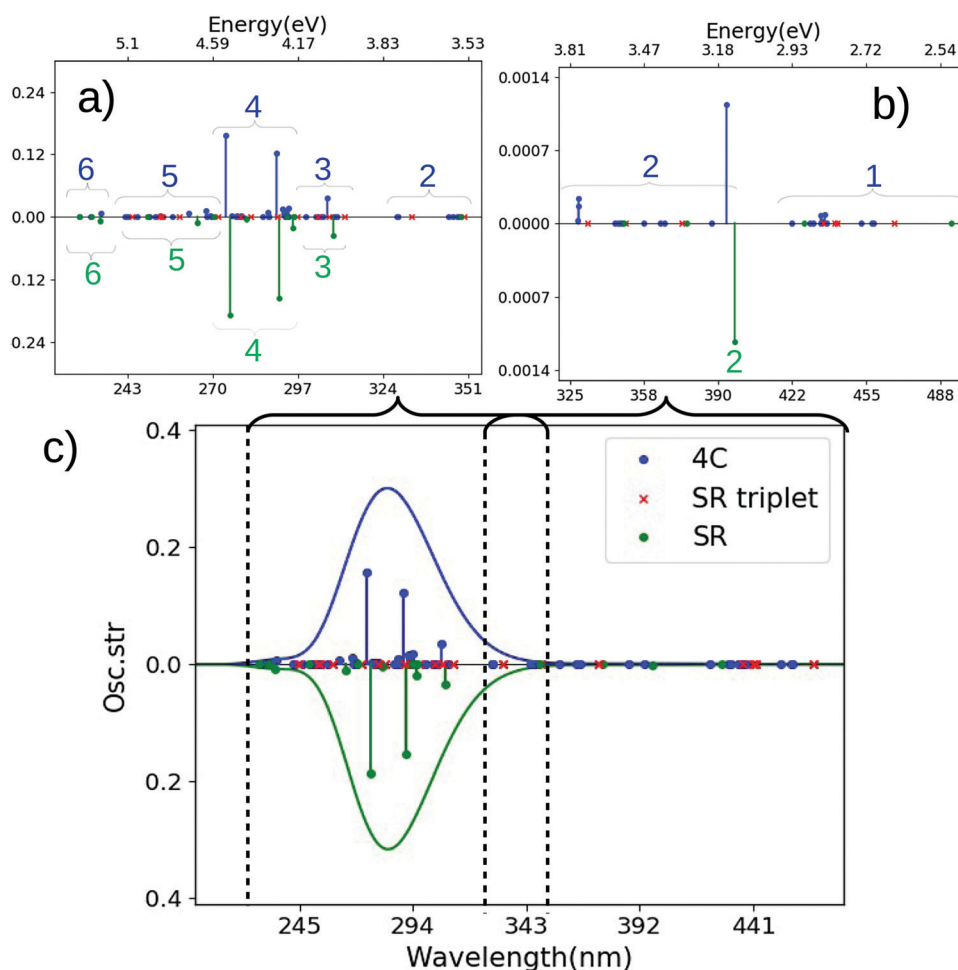 Energy(eV)
5.1 4.59 4.17 3.83 3.53
a)
0.24
0.12
0.00
0.12
0.24
6 5 4 3 2
6 5 4 3
243 270 297 324 351
Energy(eV)
3.81 3.47 3.18 2.93 2.72 2.54
b)
0.0014
0.0007
0.0000
0.0007
0.0014
2 1
2
325 358 390 422 455 488
c)
4C
SR triplet
SR
Osc.str
0.4
0.2
0.0
0.2
0.4
245 294 343 392 441
Wavelength(nm)